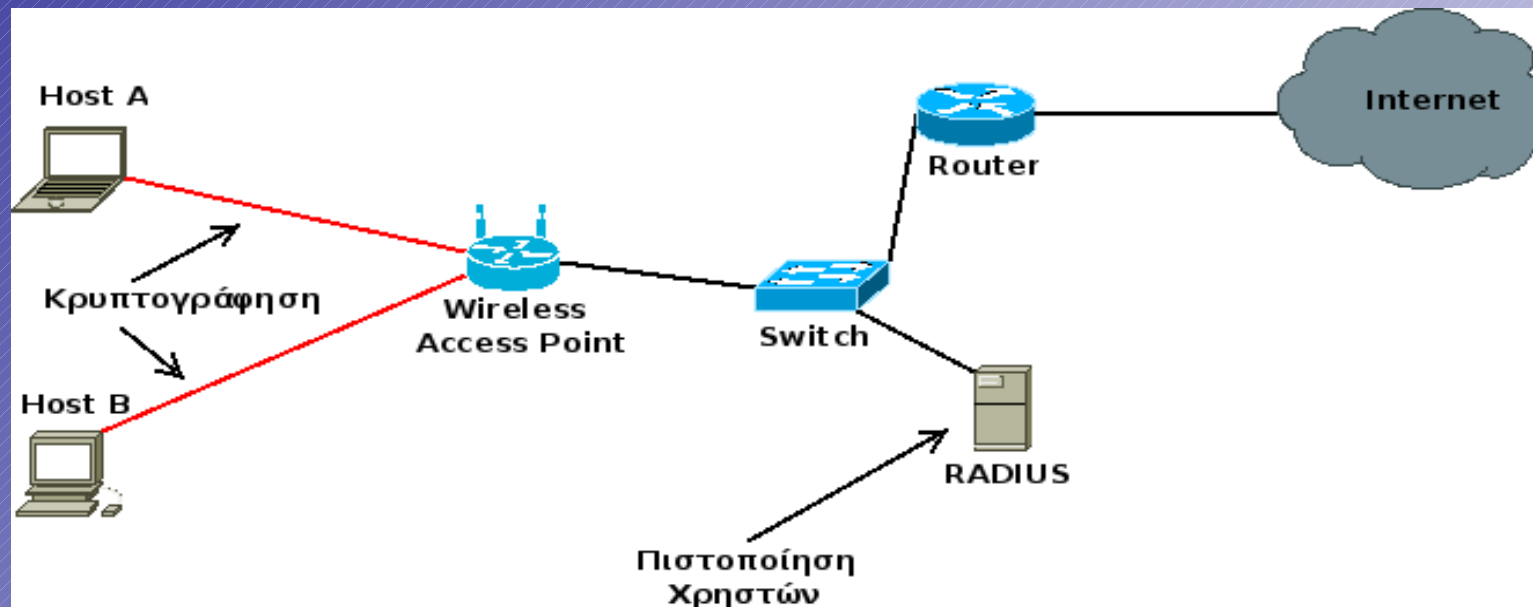 Host A
Internet
Router
Κρυπτογράφηση
Wireless
Access Point
Switch
Host B
RADIUS
Πιστοποίηση
Χρηστών